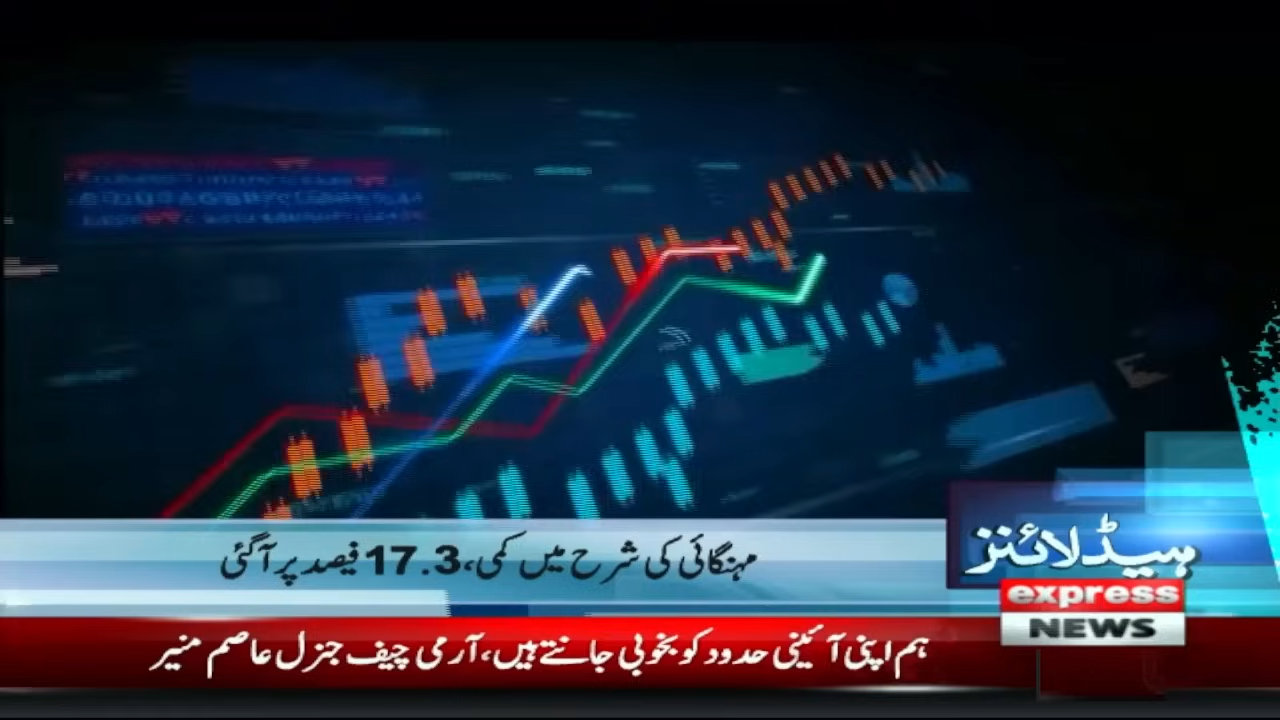 مہنگائی کی شرح میں کمی، 17.3 فیصد پر آگئی
ہیڈلائنز
express
NEWS
ہم اپنی آئینی حدود کو بخوبی جانتے ہیں، آرمی چیف جنرل عاصم منیر